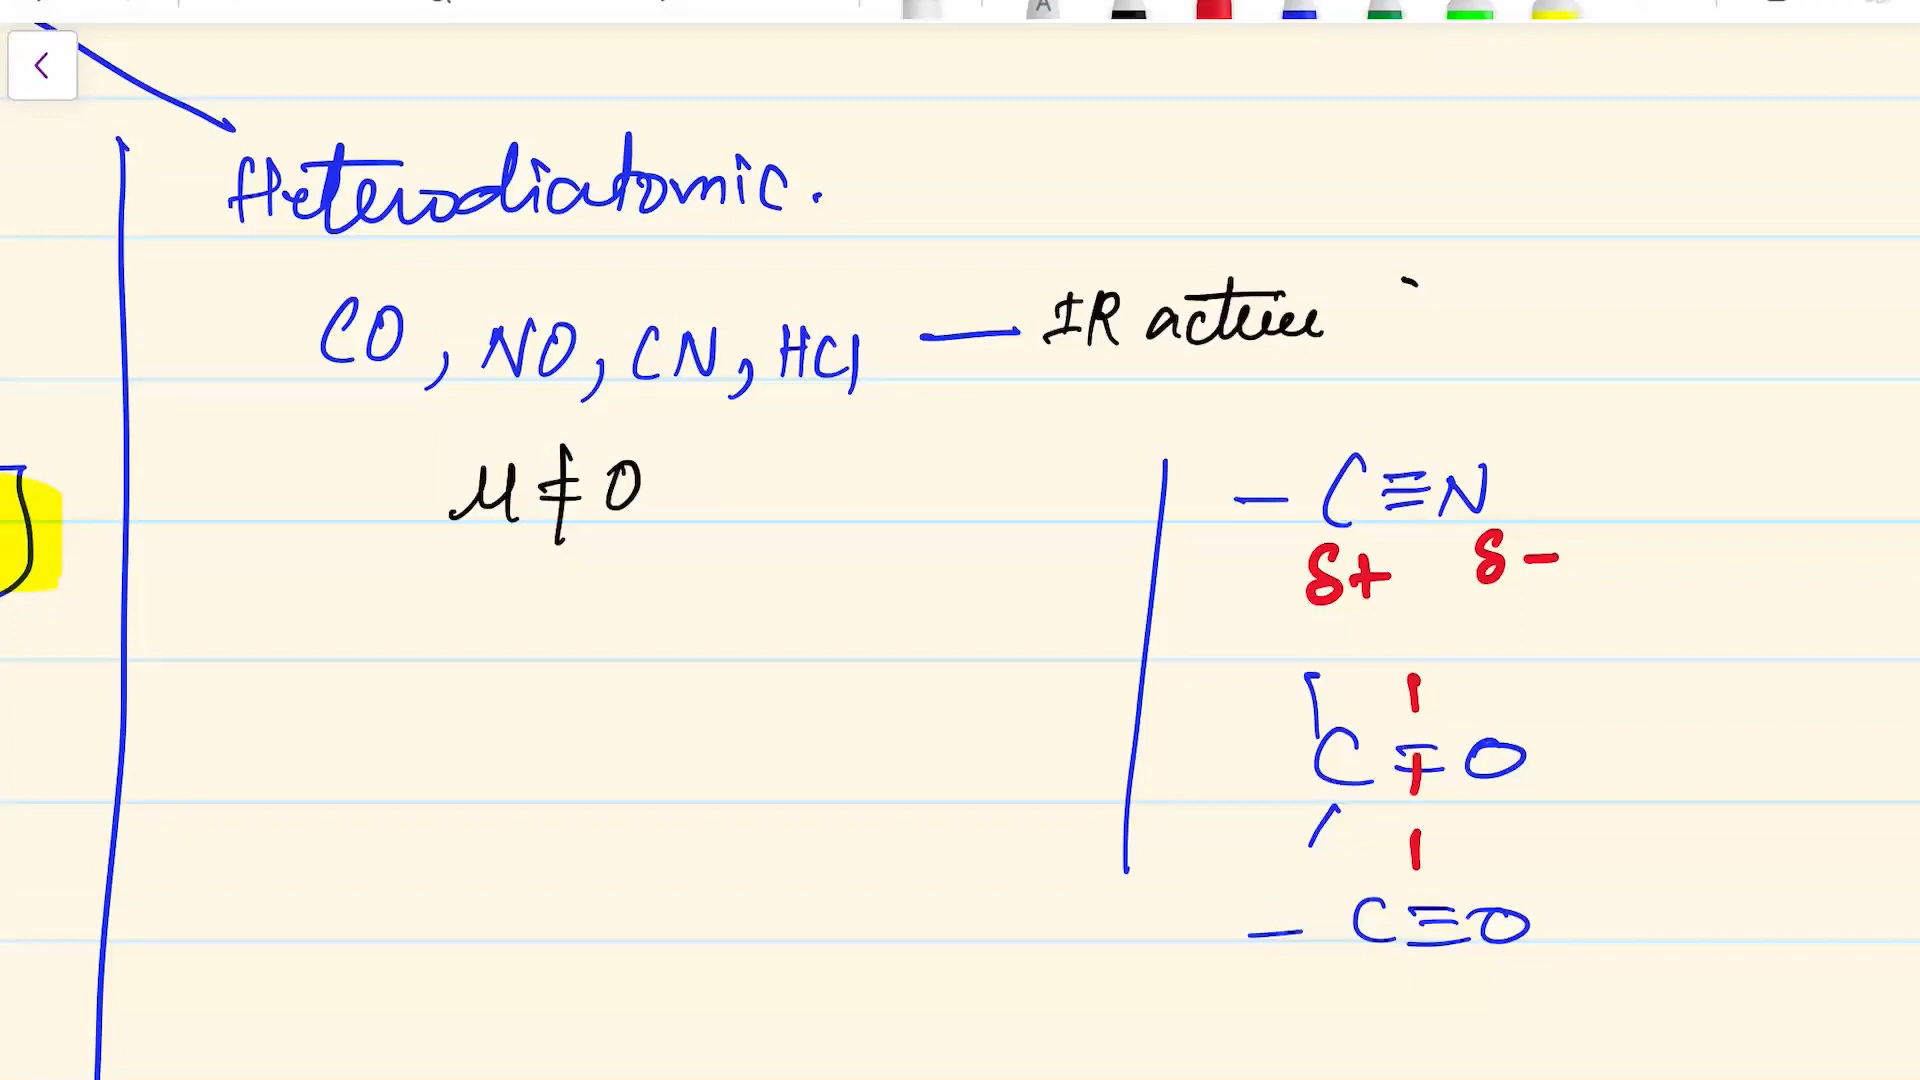 Heterodiatomic.
CO, NO, CN, HCl — IR active
μ ≠ 0
— C≡N
δ+ δ-
C=O
— C≡O